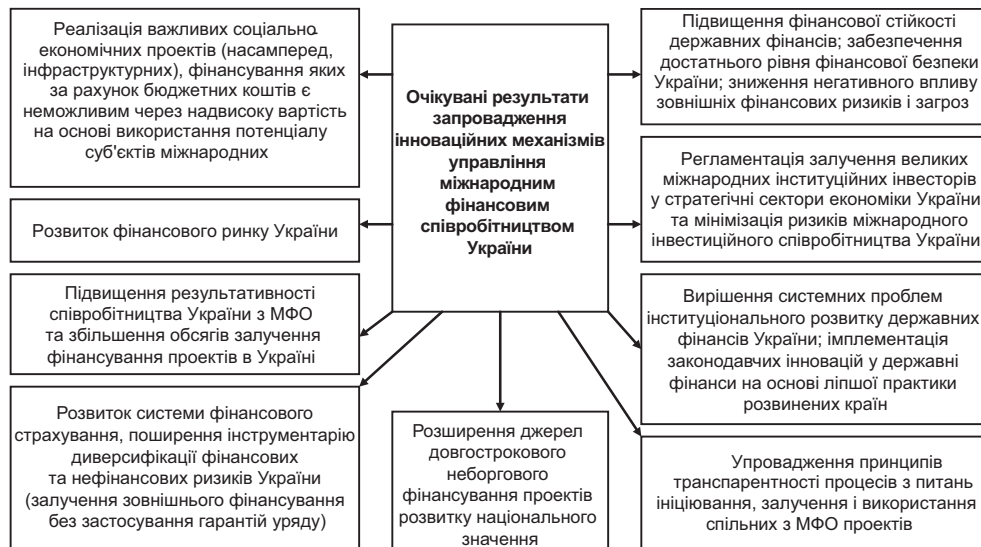 Реалізація важливих соціально-
економічних проектів (насамперед,
інфраструктурних), фінансування яких
за рахунок бюджетних коштів є
неможливим через надвисоку вартість
на основі використання потенціалу
суб'єктів міжнародних
Розвиток фінансового ринку України
Підвищення результативності
співробітництва України з МФО
та збільшення обсягів залучення
фінансування проектів в Україні
Розвиток системи фінансового
страхування, поширення інструментарію
диверсифікації фінансових
та нефінансових ризиків України
(залучення зовнішнього фінансування
без застосування гарантій уряду)
Очікувані результати
запровадження
інноваційних механізмів
управління
міжнародним
фінансовим
співробітництвом
України
Розширення джерел
довгострокового
неборгового
фінансування проектів
розвитку національного
значення
Підвищення фінансової стійкості
державних фінансів; забезпечення
достатнього рівня фінансової безпеки
України; зниження негативного впливу
зовнішніх фінансових ризиків і загроз
Регламентація залучення великих
міжнародних інституційних інвесторів
у стратегічні сектори економіки України
та мінімізація ризиків міжнародного
інвестиційного співробітництва України
Вирішення системних проблем
інституціонального розвитку державних
фінансів України; імплементація
законодавчих інновацій у державні
фінанси на основі ліпшої практики
розвинених країн
Упровадження принципів
транспарентності процесів з питань
ініціювання, залучення і використання
спільних з МФО проектів